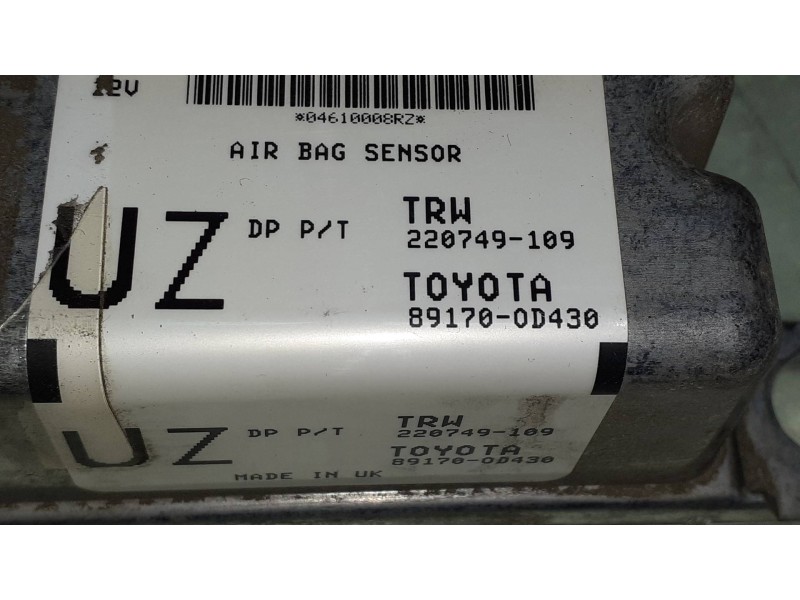 12V
*04610008RZ*
AIR BAG SENSOR
UZ DP P/T TRW
220749-109
TOYOTA
89170-0D430
UZ DP P/T TRW
220749-109
TOYOTA
89170-0D430
MADE IN UK